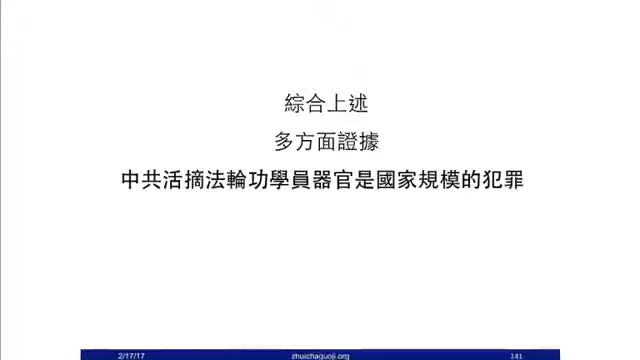 綜合上述
多方面證據
中共活摘法輪功學員器官是國家規模的犯罪
2/17/17
zhuichaguoji.org
141